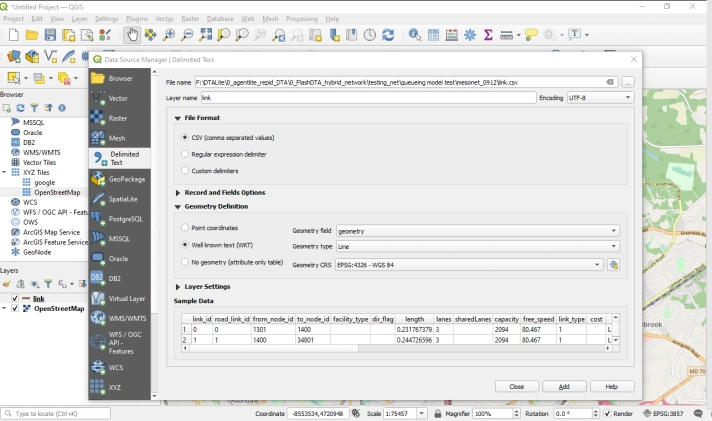 *Untitled Project — QGIS
Project Edit View Layer Settings Plugins Vector Raster Database Web Mesh Processing Help
Data Source Manager | Delimited Text
Browser
MSSQL
Oracle
DB2
WMS/WMTS
Vector Tiles
XYZ Tiles
google
OpenStreetMap
WCS
WFS / OGC API - Featu
OWS
ArcGIS Map Service
ArcGIS Feature Service
GeoNode
Layers
link
OpenStreetMap
Browser
Vector
Raster
Mesh
Delimited
Text
GeoPackage
SpatiaLite
PostgreSQL
MSSQL
Oracle
DB2
Virtual Layer
WMS/WMTS
WFS / OGC
API -
Features
WCS
XYZ
File name F:\DTALite\0_agentlite_repid_DTA\0_FlashDTA_hybrid_network\testing_net\queueing model test\mesonet_0912\link.csv ...
Layer name link Encoding UTF-8
File Format
CSV (comma separated values)
Regular expression delimiter
Custom delimiters
Record and Fields Options
Geometry Definition
Point coordinates Geometry field geometry
Well known text (WKT) Geometry type Line
No geometry (attribute only table) Geometry CRS EPSG:4326 - WGS 84
Layer Settings
Sample Data
link_id road_link_id from_node_id to_node_id facility_type dir_flag length lanes sharedLanes capacity free_speed link_type cost
1 0 0 1301 1400 0.231767379 3 2094 80.467 1 L
2 1 1 1400 34801 0.244726596 3 2094 80.467 1 L
Close Add Help
brook
MD 70
Type to locate (Ctrl+K) Coordinate -8553534,4720948 Scale 1:75457 Magnifier 100% Rotation 0.0 ° Render EPSG:3857